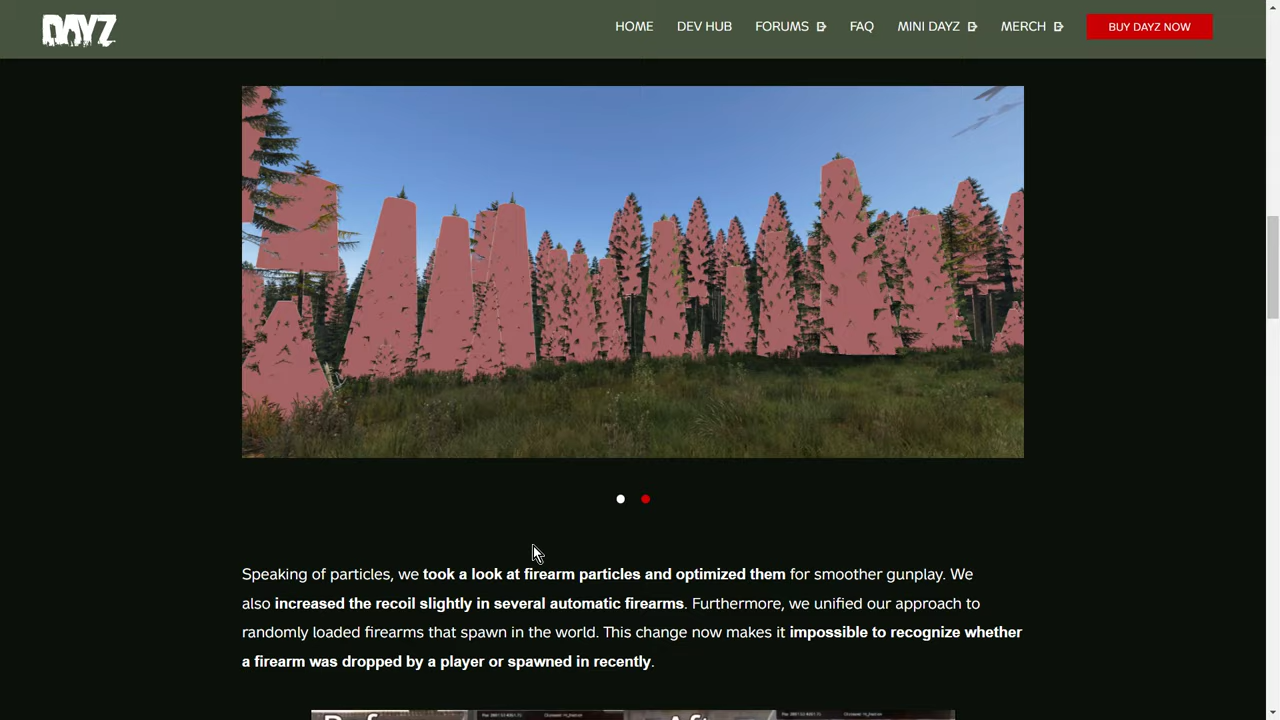 DAYZ
HOME DEV HUB FORUMS FAQ MINI DAYZ MERCH BUY DAYZ NOW
Speaking of particles, we took a look at firearm particles and optimized them for smoother gunplay. We
also increased the recoil slightly in several automatic firearms. Furthermore, we unified our approach to
randomly loaded firearms that spawn in the world. This change now makes it impossible to recognize whether
a firearm was dropped by a player or spawned in recently.